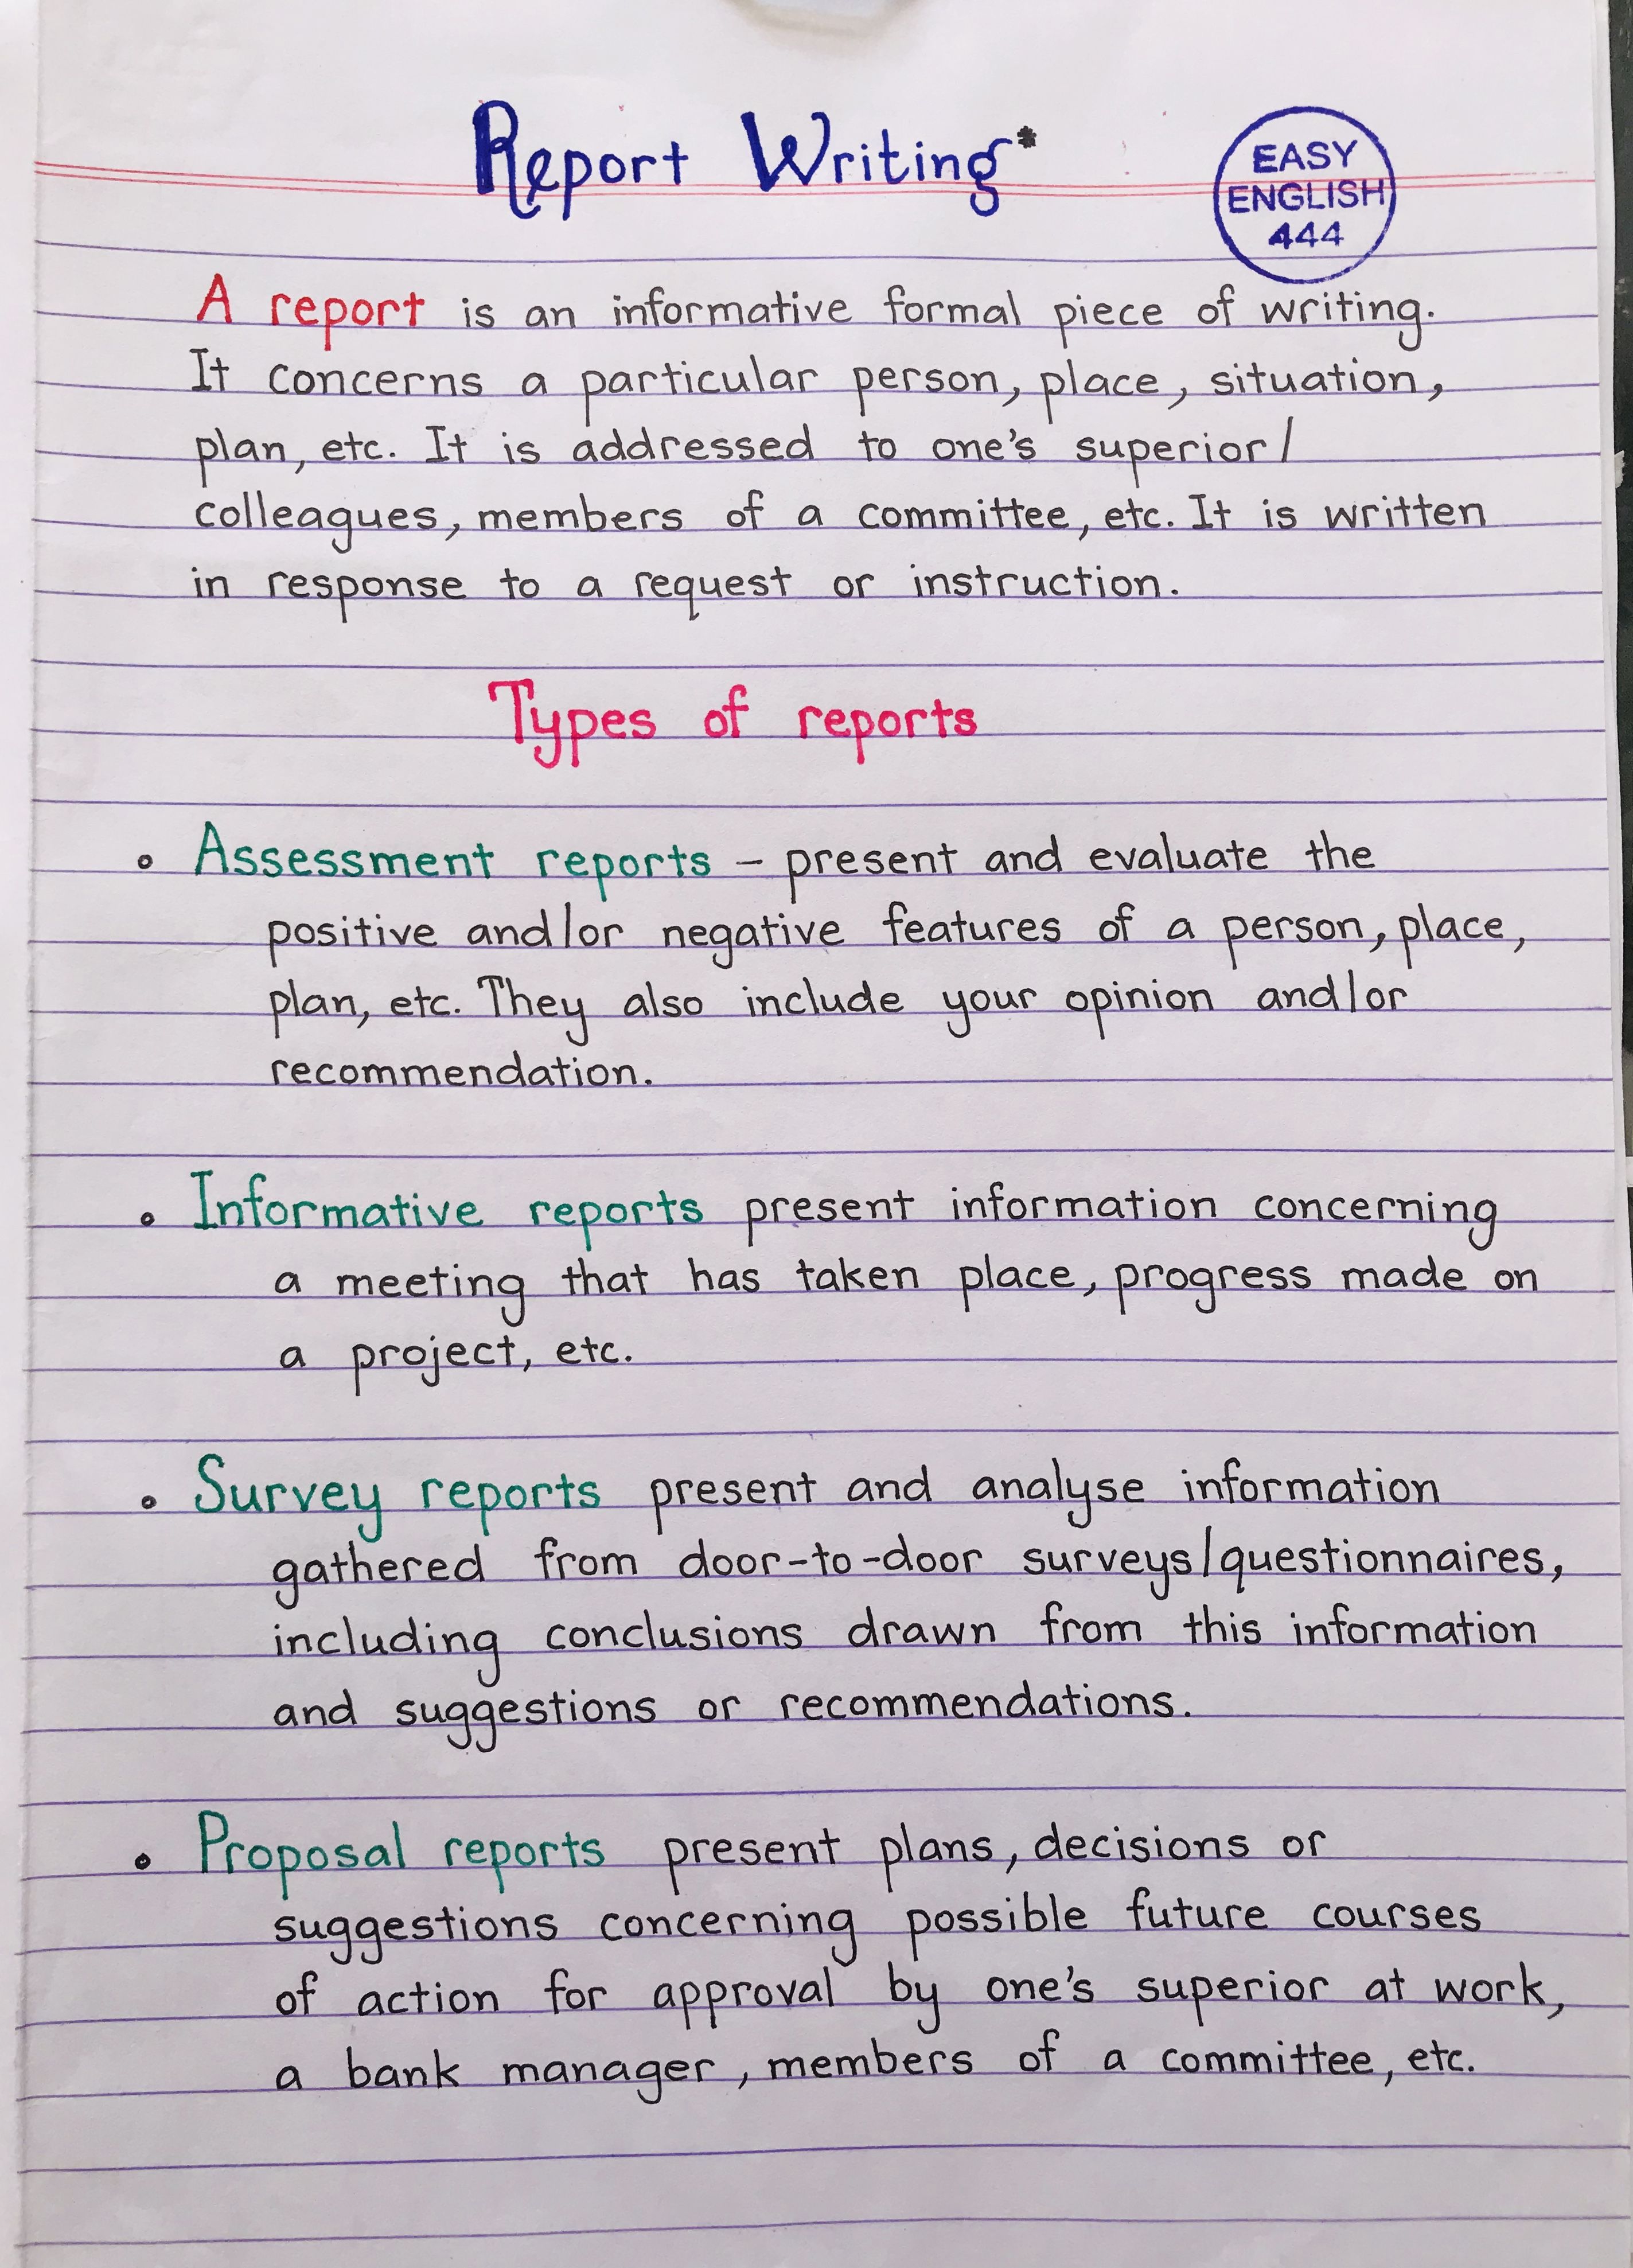 Report Writing*
EASY
ENGLISH
444
A report is an informative formal piece of writing.
It concerns a particular person, place, situation,
plan, etc. It is addressed to one's superior/
colleagues, members of a committee, etc. It is written
in response to a request or instruction.
Types of reports
• Assessment reports – present and evaluate the
positive and/or negative features of a person, place,
plan, etc. They also include your opinion and/or
recommendation.
• Informative reports present information concerning
a meeting that has taken place, progress made on
a project, etc.
• Survey reports present and analyse information
gathered from door-to-door surveys/questionnaires,
including conclusions drawn from this information
and suggestions or recommendations.
• Proposal reports present plans, decisions or
suggestions concerning possible future courses
of action for approval by one's superior at work,
a bank manager, members of a committee, etc.